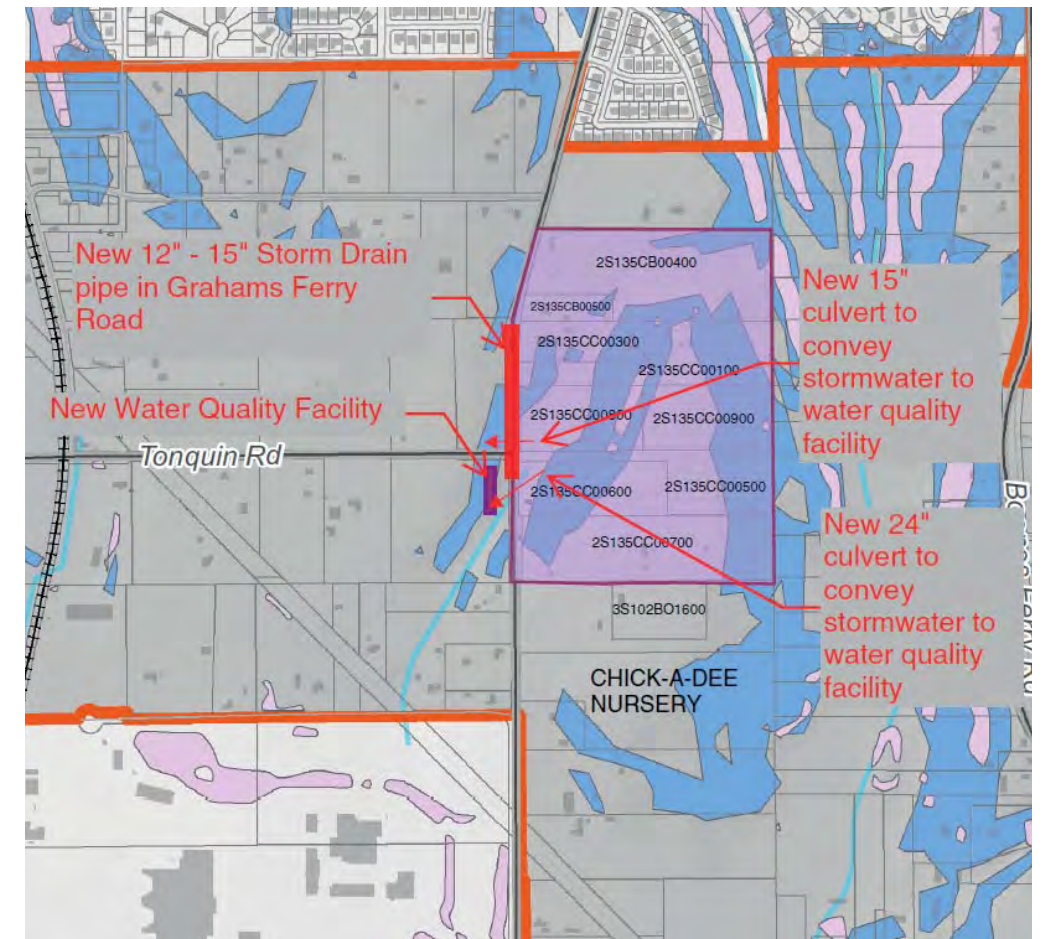 New 12" - 15" Storm Drain
pipe in Grahams Ferry
Road
2S135CB00400
2S135CB00500
2S135CC00300
2S135CC00100
2S135CC00800
2S135CC00900
New 15"
culvert to
convey
stormwater to
water quality
facility
New Water Quality Facility
Tonquin Rd
2S135CC00600
2S135CC00500
2S135CC00700
New 24"
culvert to
convey
stormwater to
water quality
facility
3S102BO1600
CHICK-A-DEE
NURSERY